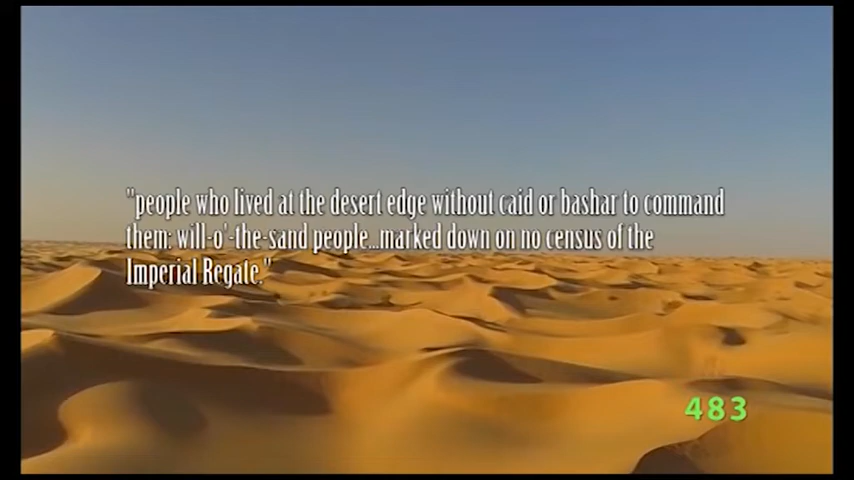 "people who lived at the desert edge without caid or bashar to command
them: will-o'-the-sand people...marked down on no census of the
Imperial Regate."
483